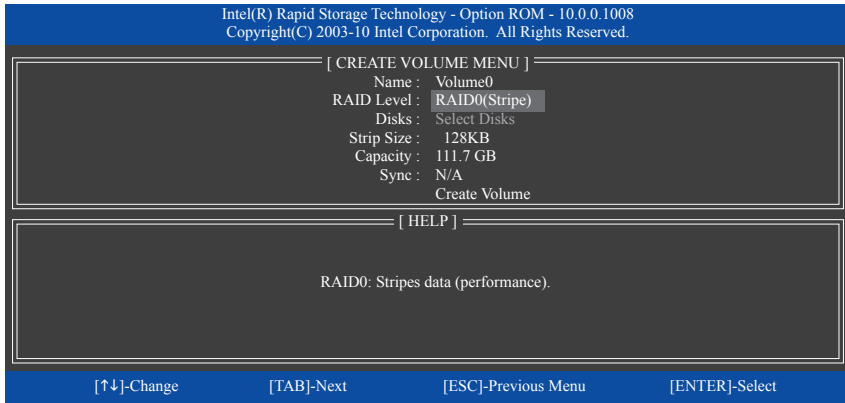 Intel(R) Rapid Storage Technology - Option ROM - 10.0.0.1008
Copyright(C) 2003-10 Intel Corporation. All Rights Reserved.
[ CREATE VOLUME MENU ]
Name : Volume0
RAID Level : RAID0(Stripe)
Disks : Select Disks
Strip Size : 128KB
Capacity : 111.7 GB
Sync : N/A
Create Volume
[ HELP ]
RAID0: Stripes data (performance).
[↑↓]-Change [TAB]-Next [ESC]-Previous Menu [ENTER]-Select